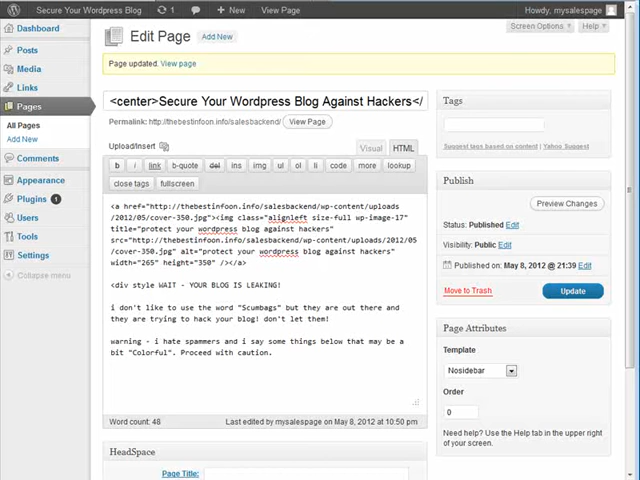 Secure Your Wordpress Blog 1 + New View Page Howdy, mysalespage
Dashboard
Posts
Media
Links
Pages
All Pages
Add New
Comments
Appearance
Plugins 1
Users
Tools
Settings
Collapse menu
Screen Options Help
Edit Page Add New
Page updated. View page
<center>Secure Your Wordpress Blog Against Hackers</
Permalink: http://thebestinfoon.info/salesbackend/ View Page
Upload/Insert
Visual HTML
b i link b-quote del ins img ul ol li code more lookup
close tags fullscreen
<a href="http://thebestinfoon.info/salesbackend/wp-content/uploads
/2012/05/cover-350.jpg"><img class="alignleft size-full wp-image-17"
title="protect your wordpress blog against hackers"
src="http://thebestinfoon.info/salesbackend/wp-content/uploads/2012/05
/cover-350.jpg" alt="protect your wordpress blog against hackers"
width="265" height="350" /></a>
<div style WAIT - YOUR BLOG IS LEAKING!
i don't like to use the word "Scumbags" but they are out there and
they are trying to hack your blog! don't let them!
warning - i hate spammers and i say some things below that may be a
bit "Colorful". Proceed with caution.
Word count: 48 Last edited by mysalespage on May 8, 2012 at 10:50 pm
HeadSpace
Page Title:
Tags
Suggest tags based on content | Yahoo Suggest
Publish
Preview Changes
Status: Published Edit
Visibility: Public Edit
Published on: May 8, 2012 @ 21:39 Edit
Move to Trash Update
Page Attributes
Template
Nosidebar
Order
0
Need help? Use the Help tab in the upper right
of your screen.